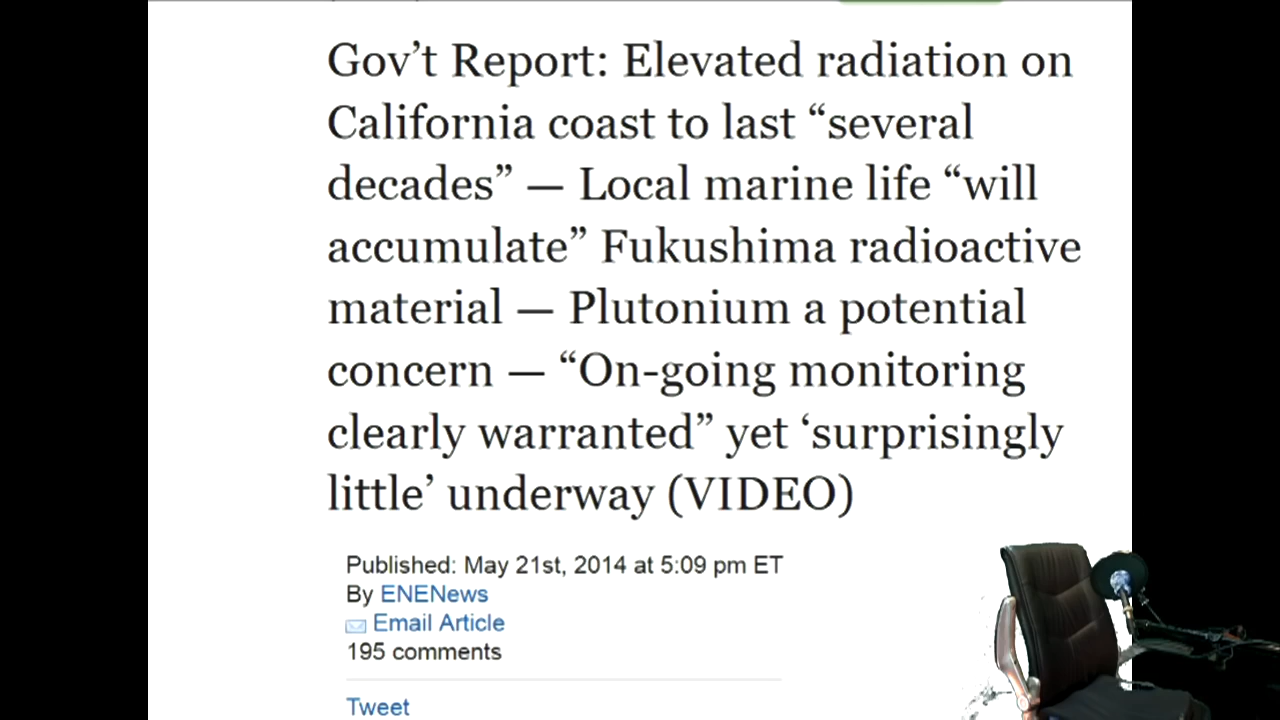 Gov’t Report: Elevated radiation on
California coast to last “several
decades” — Local marine life “will
accumulate” Fukushima radioactive
material — Plutonium a potential
concern — “On-going monitoring
clearly warranted” yet ‘surprisingly
little’ underway (VIDEO)
Published: May 21st, 2014 at 5:09 pm ET
By ENENews
Email Article
195 comments
Tweet